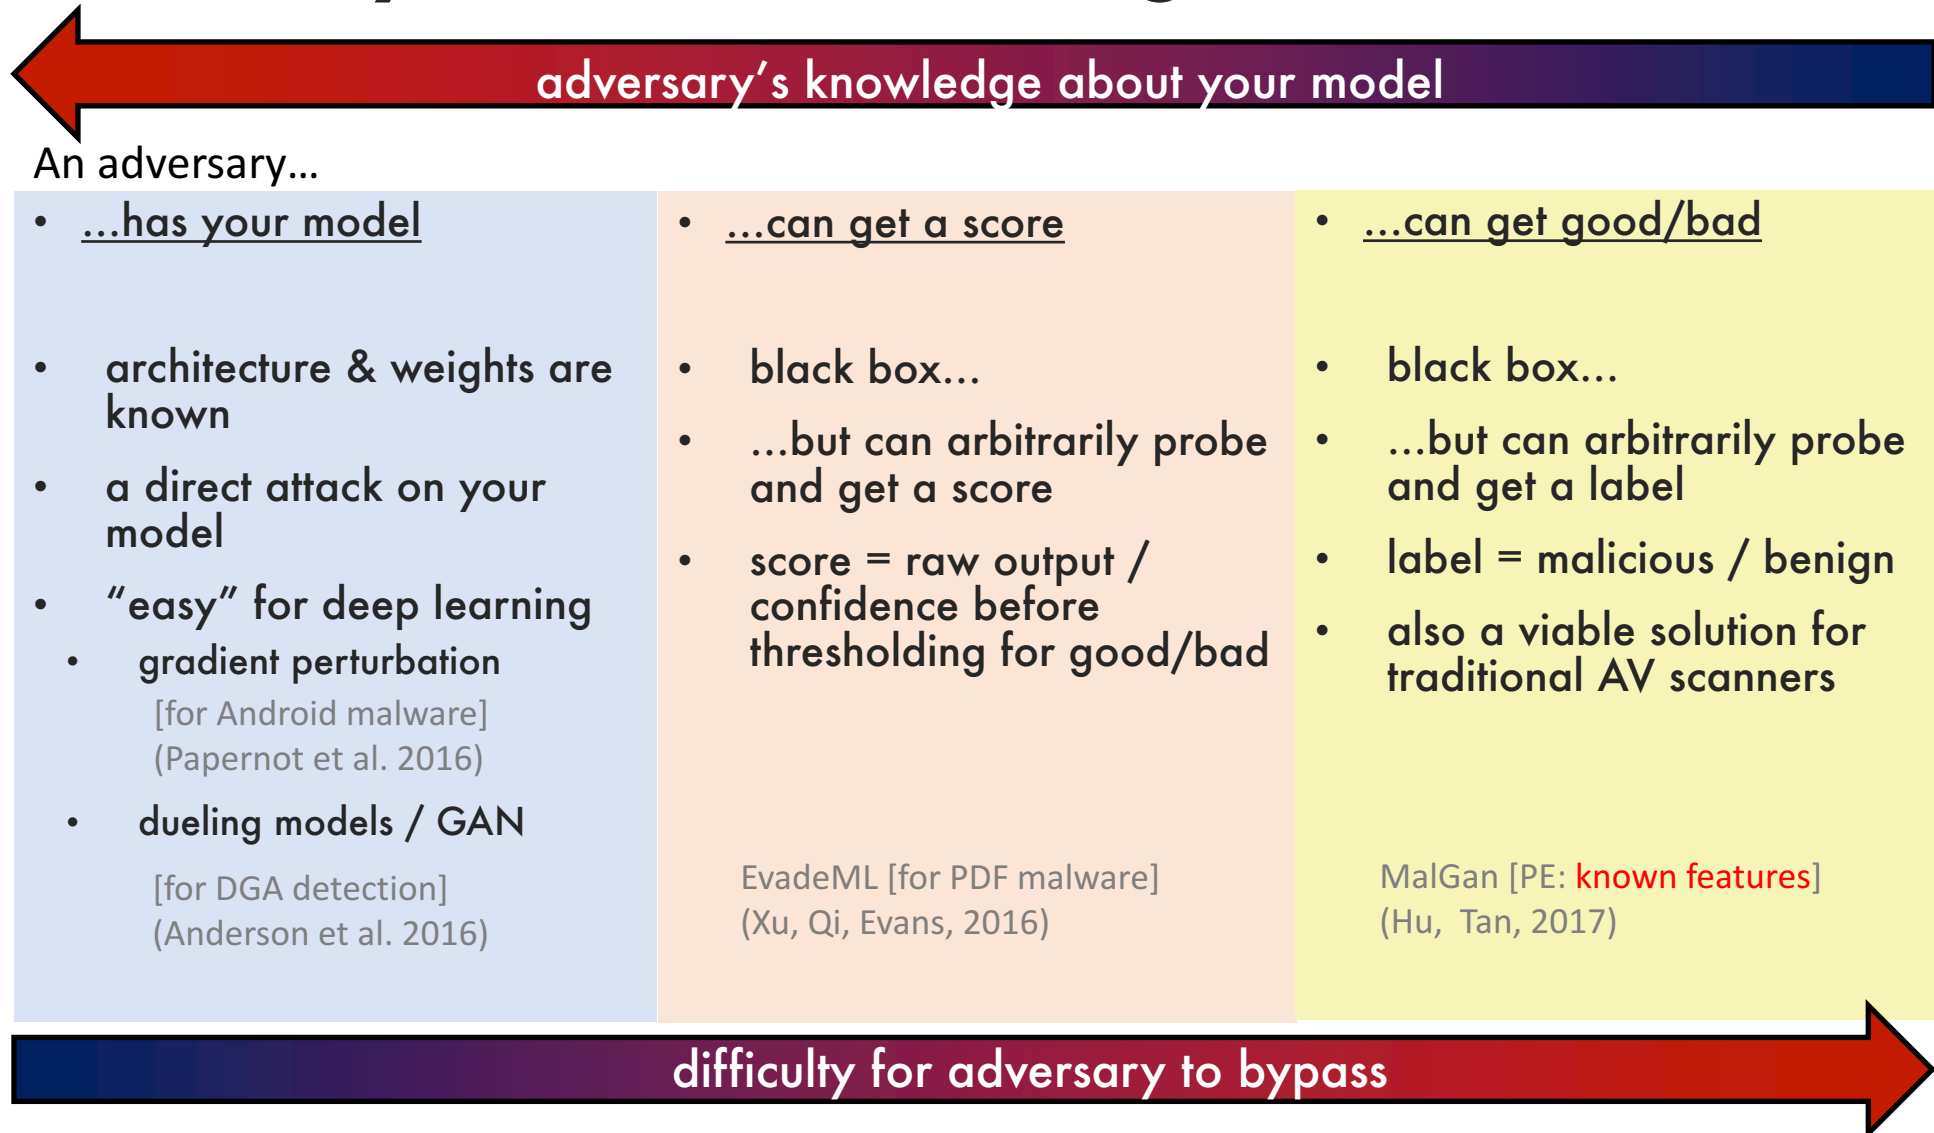 adversary’s knowledge about your model
An adversary…
• …has your model
• architecture & weights are
known
• a direct attack on your
model
• “easy” for deep learning
• gradient perturbation
[for Android malware]
(Papernot et al. 2016)
• dueling models / GAN
[for DGA detection]
(Anderson et al. 2016)
• …can get a score
• black box…
• …but can arbitrarily probe
and get a score
• score = raw output /
confidence before
thresholding for good/bad
EvadeML [for PDF malware]
(Xu, Qi, Evans, 2016)
• …can get good/bad
• black box…
• …but can arbitrarily probe
and get a label
• label = malicious / benign
• also a viable solution for
traditional AV scanners
MalGan [PE: known features]
(Hu, Tan, 2017)
difficulty for adversary to bypass